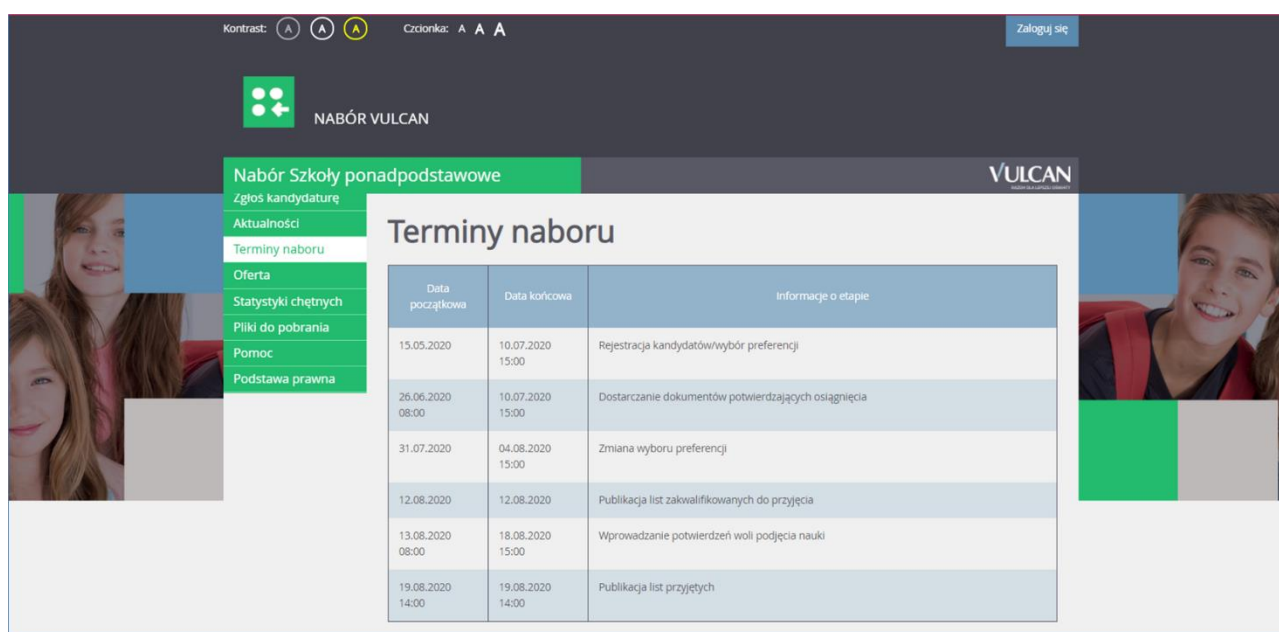 Kontrast: A A A Czcionka: A A A Zaloguj się
NABÓR VULCAN
Nabór Szkoły ponadpodstawowe VULCAN
Zgłoś kandydaturę
Aktualności
Terminy naboru
Oferta
Statystyki chętnych
Pliki do pobrania
Pomoc
Podstawa prawna
Terminy naboru
Data
początkowa
Data końcowa
Informacje o etapie
15.05.2020 10.07.2020 Rejestracja kandydatów/wybór preferencji
15:00
26.06.2020 10.07.2020 Dostarczanie dokumentów potwierdzających osiągnięcia
08:00 15:00
31.07.2020 04.08.2020 Zmiana wyboru preferencji
15:00
12.08.2020 12.08.2020 Publikacja list zakwalifikowanych do przyjęcia
13.08.2020 18.08.2020 Wprowadzanie potwierdzeń woli podjęcia nauki
08:00 15:00
19.08.2020 19.08.2020 Publikacja list przyjętych
14:00 14:00